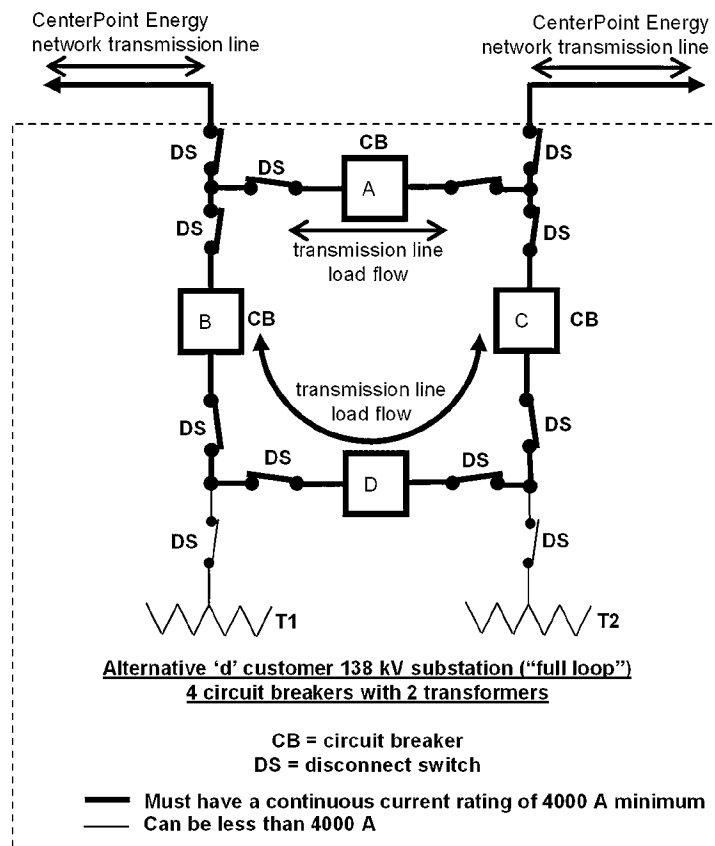 CenterPoint Energy
network transmission line
CenterPoint Energy
network transmission line
CB
DS
DS
DS
A
DS
transmission line
load flow
DS
B
CB
C
CB
transmission line
load flow
DS
DS
DS
DS
D
DS
DS
T1
T2
Alternative ‘d’ customer 138 kV substation (“full loop”)
4 circuit breakers with 2 transformers
CB = circuit breaker
DS = disconnect switch
Must have a continuous current rating of 4000 A minimum
Can be less than 4000 A